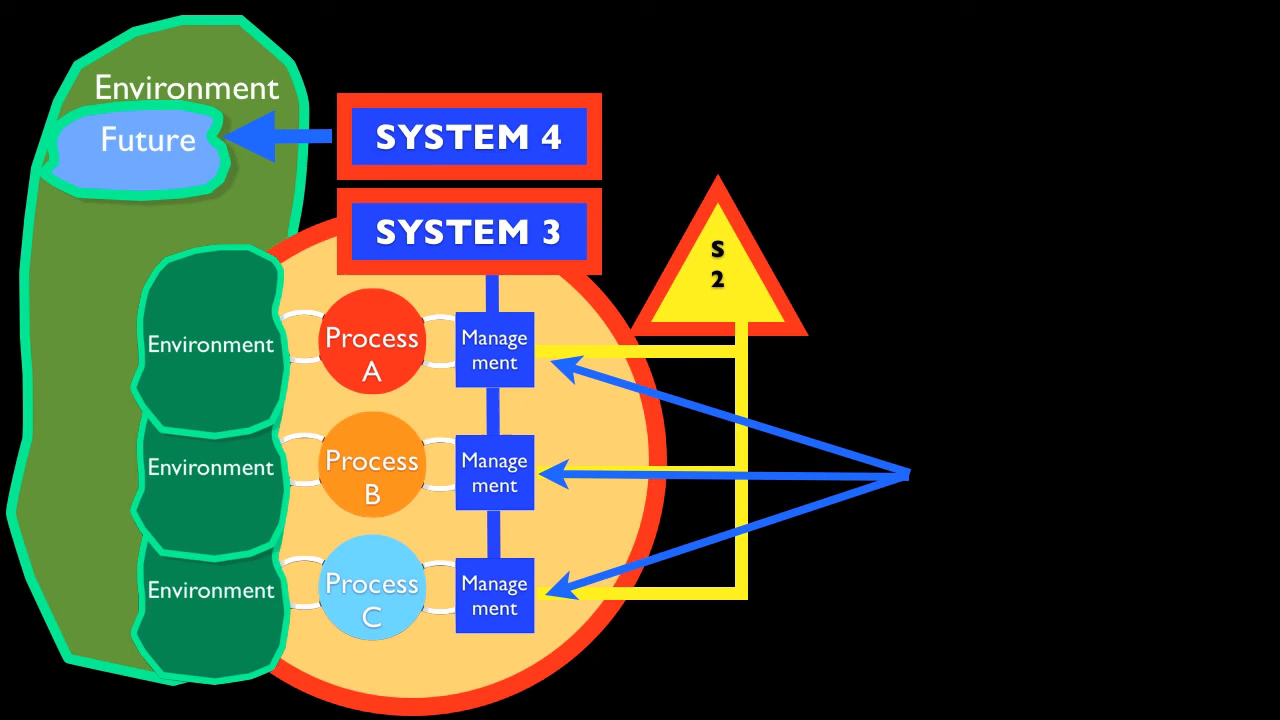 Environment
Future
SYSTEM 4
SYSTEM 3
S
2
Environment
Process
A
Manage
ment
Environment
Process
B
Manage
ment
Environment
Process
C
Manage
ment